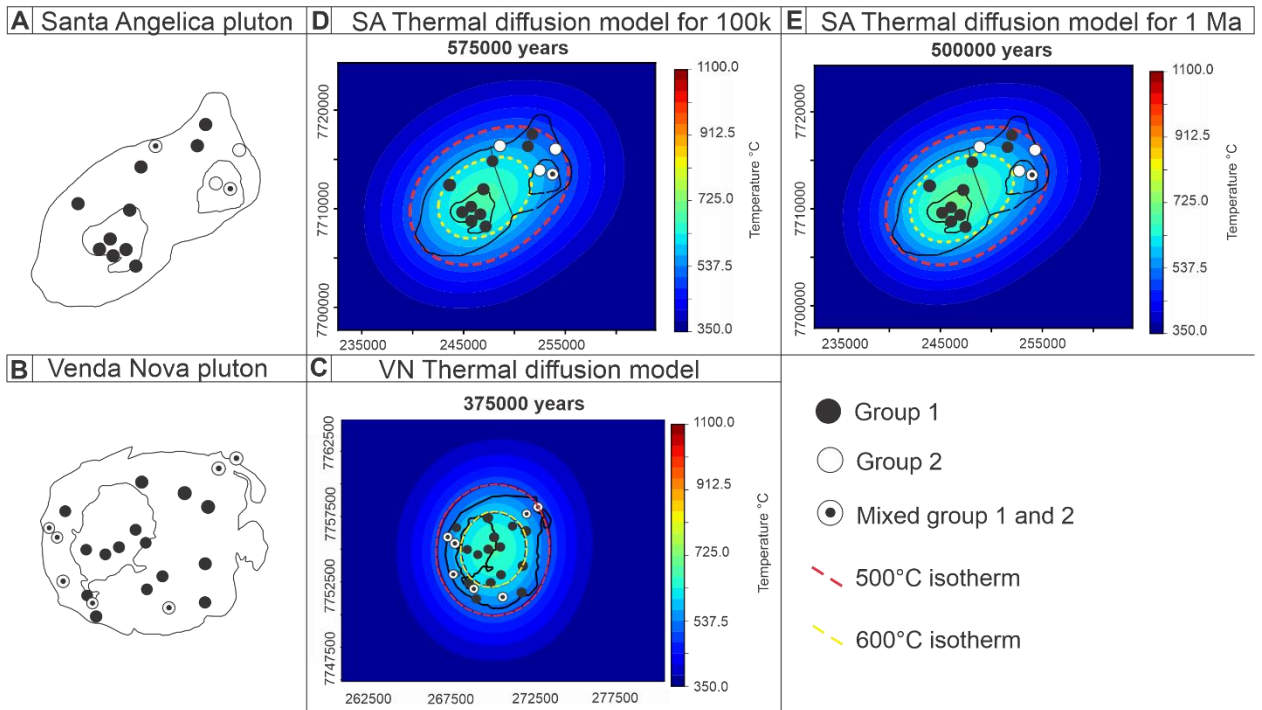 A Santa Angelica pluton
D SA Thermal diffusion model for 100k
E SA Thermal diffusion model for 1 Ma
575000 years
7720000
7710000
7700000
235000 245000 255000
1100.0
912.5
725.0
537.5
350.0
Temperature °C
500000 years
7720000
7710000
7700000
235000 245000 255000
1100.0
912.5
725.0
537.5
350.0
Temperature °C
B Venda Nova pluton
C VN Thermal diffusion model
375000 years
7762500
7757500
7752500
7747500
262500 267500 272500 277500
1100.0
912.5
725.0
537.5
350.0
Temperature °C
Group 1
Group 2
Mixed group 1 and 2
500°C isotherm
600°C isotherm